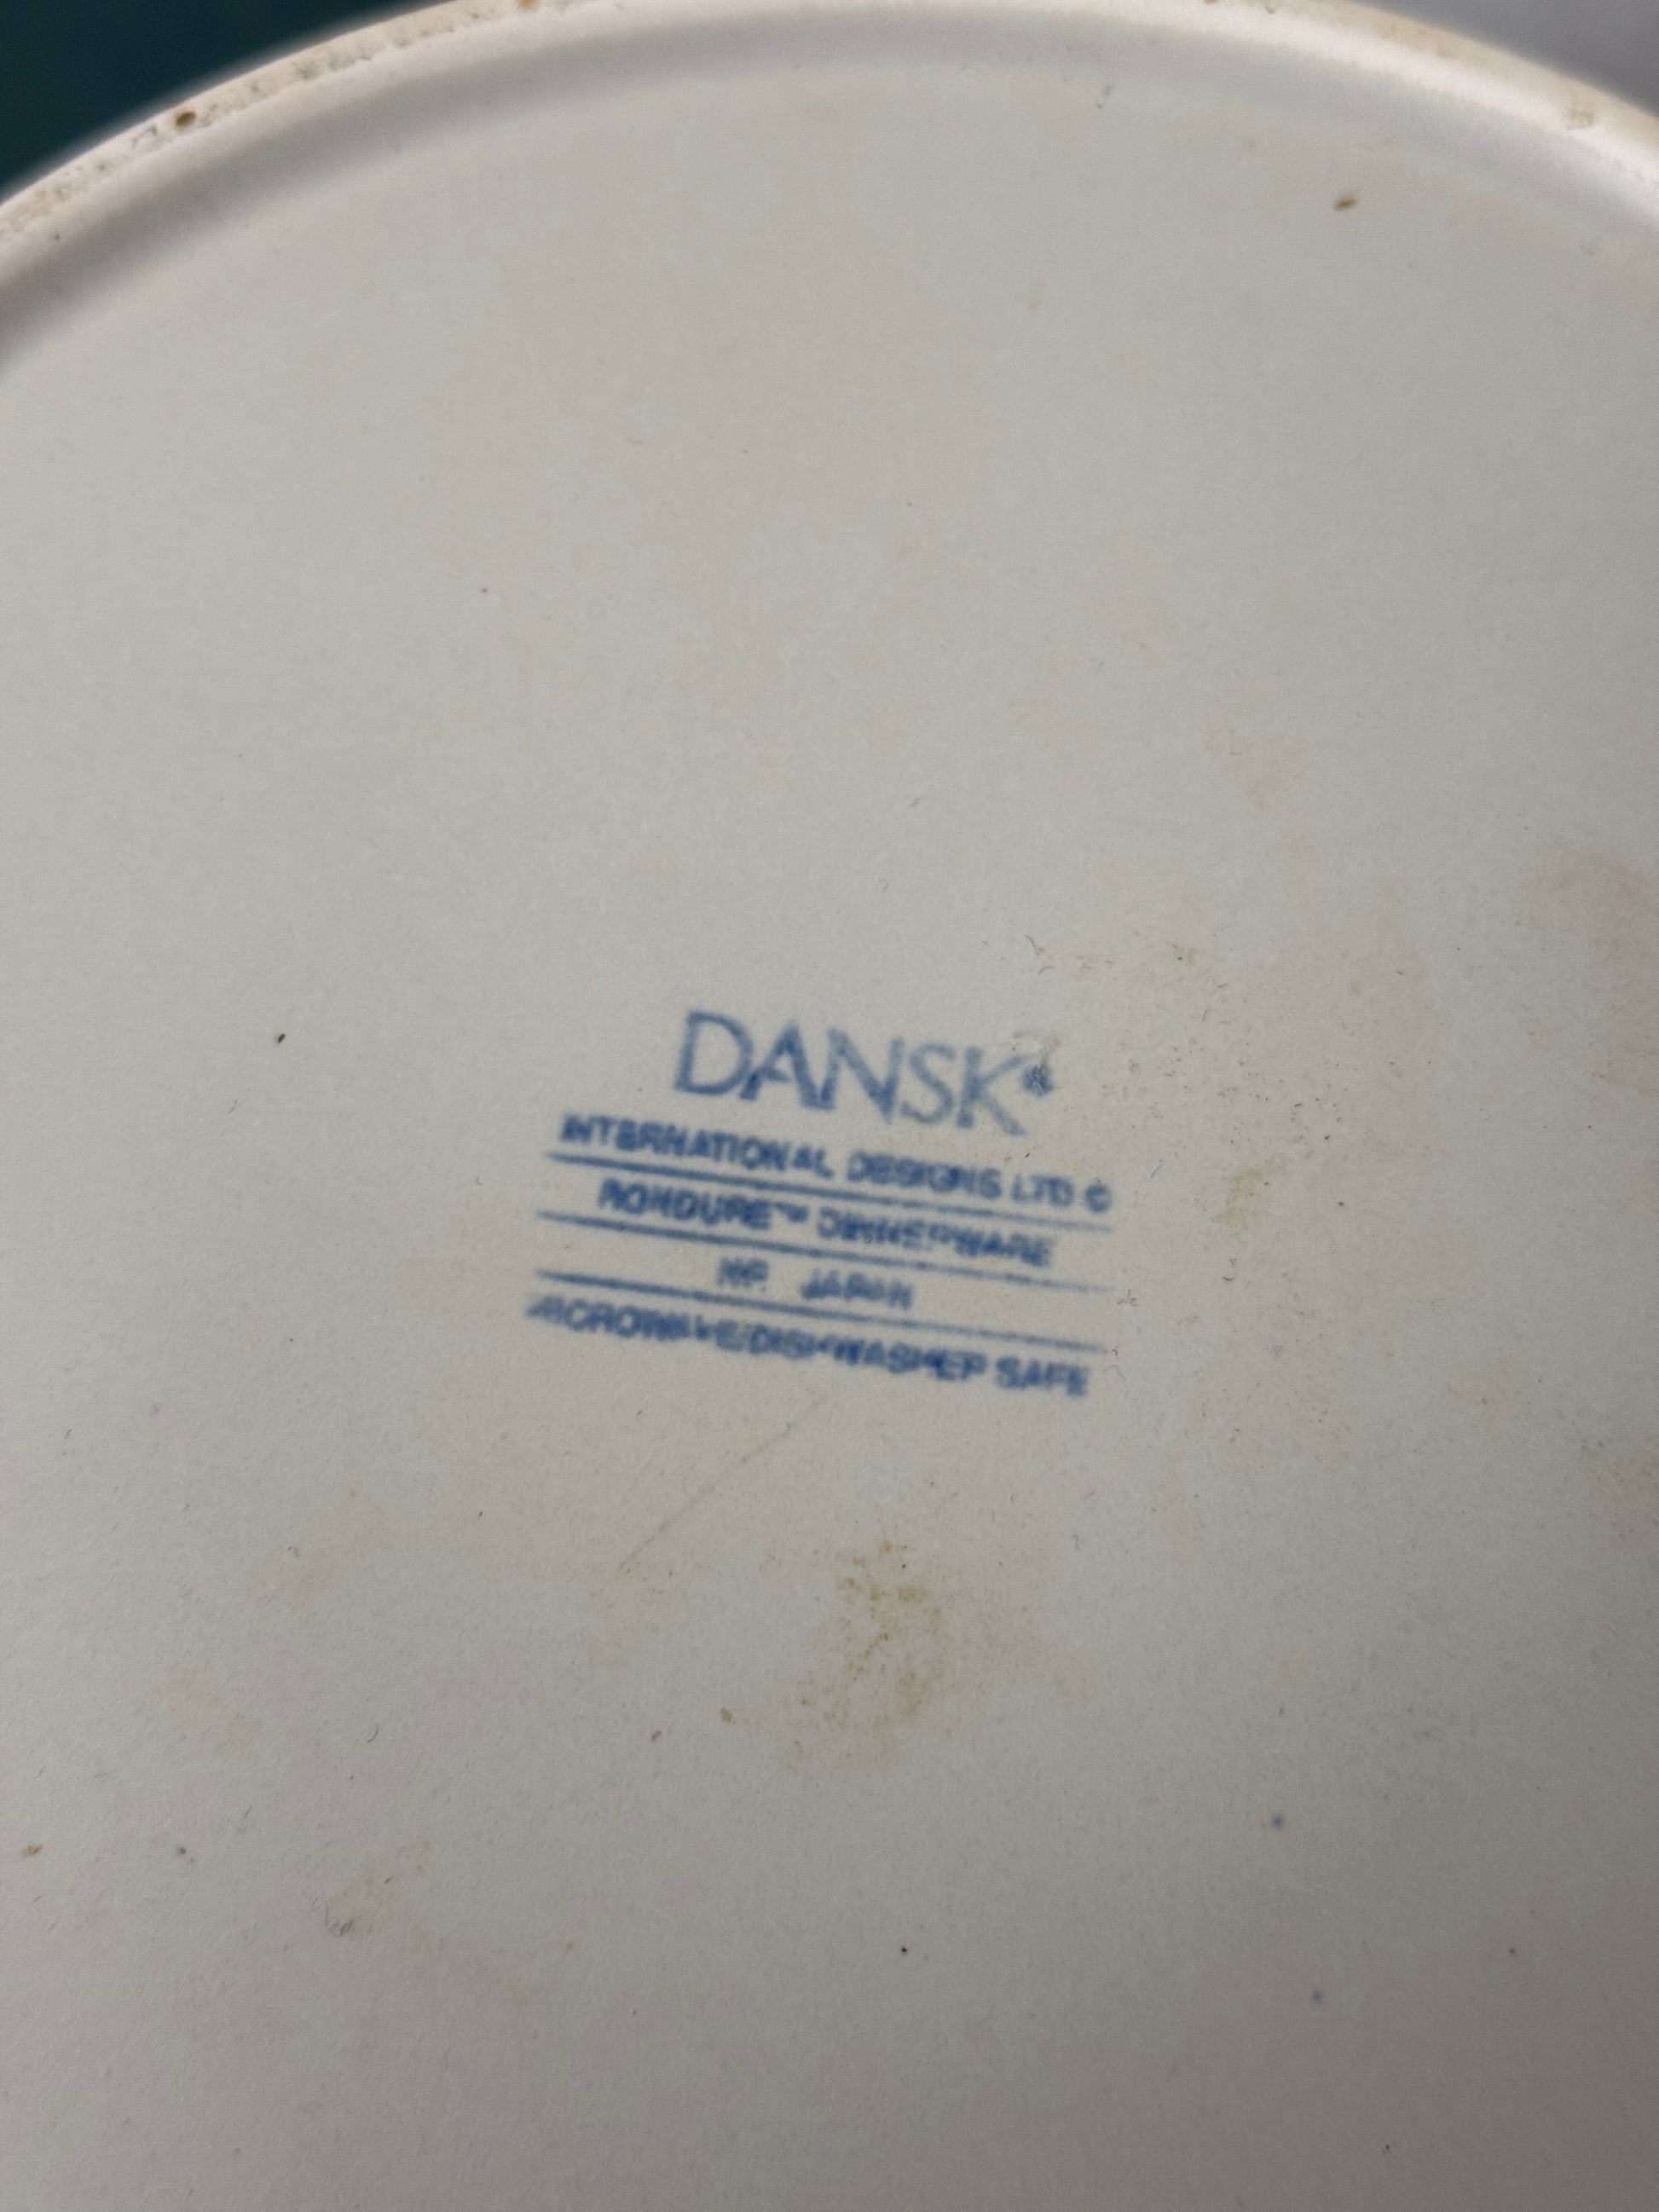 DANSK®
INTERNATIONAL DESIGNS LTD ©
RONDURE™ DINNERWARE
JAPAN
MICROWAVE/DISHWASHER SAFE